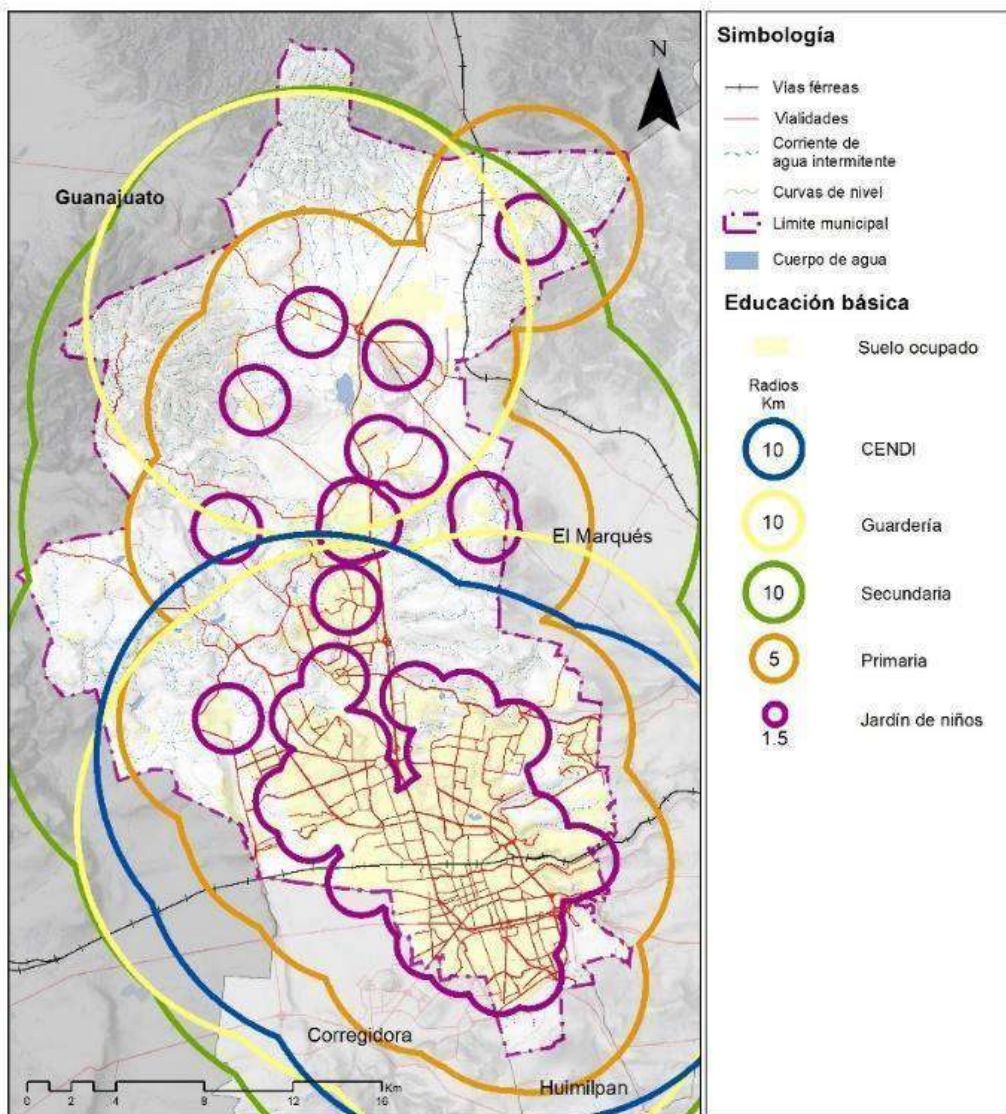 N
Guanajuato
El Marqués
Corregidora
Huimilpan
Km
0 2 4 8 12 16
Simbología
Vías férreas
Vialidades
Corriente de
agua intermitente
Curvas de nivel
Límite municipal
Cuerpo de agua
Educación básica
Suelo ocupado
Radios
Km
10 CENDI
10 Guardería
10 Secundaria
5 Primaria
Jardín de niños
1.5